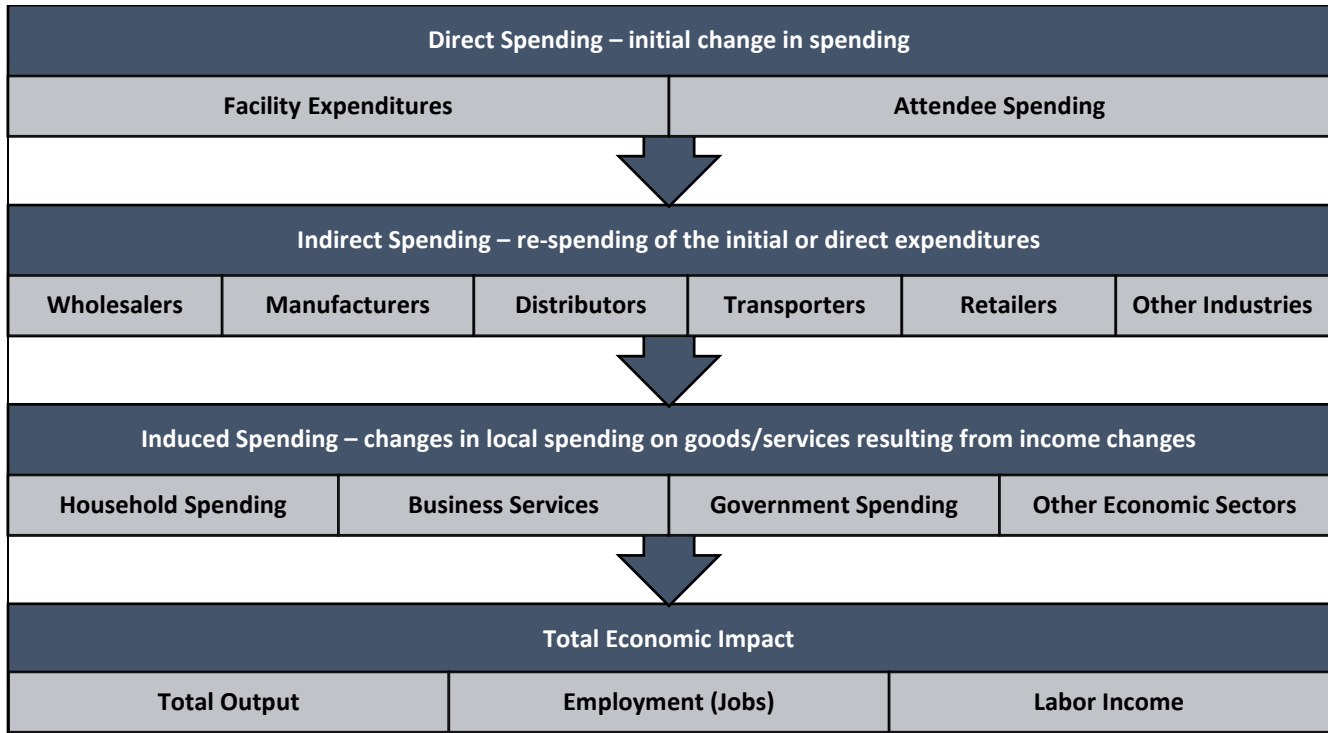 Direct Spending – initial change in spending
Facility Expenditures Attendee Spending
Indirect Spending – re-spending of the initial or direct expenditures
Wholesalers Manufacturers Distributors Transporters Retailers Other Industries
Induced Spending – changes in local spending on goods/services resulting from income changes
Household Spending Business Services Government Spending Other Economic Sectors
Total Economic Impact
Total Output Employment (Jobs) Labor Income